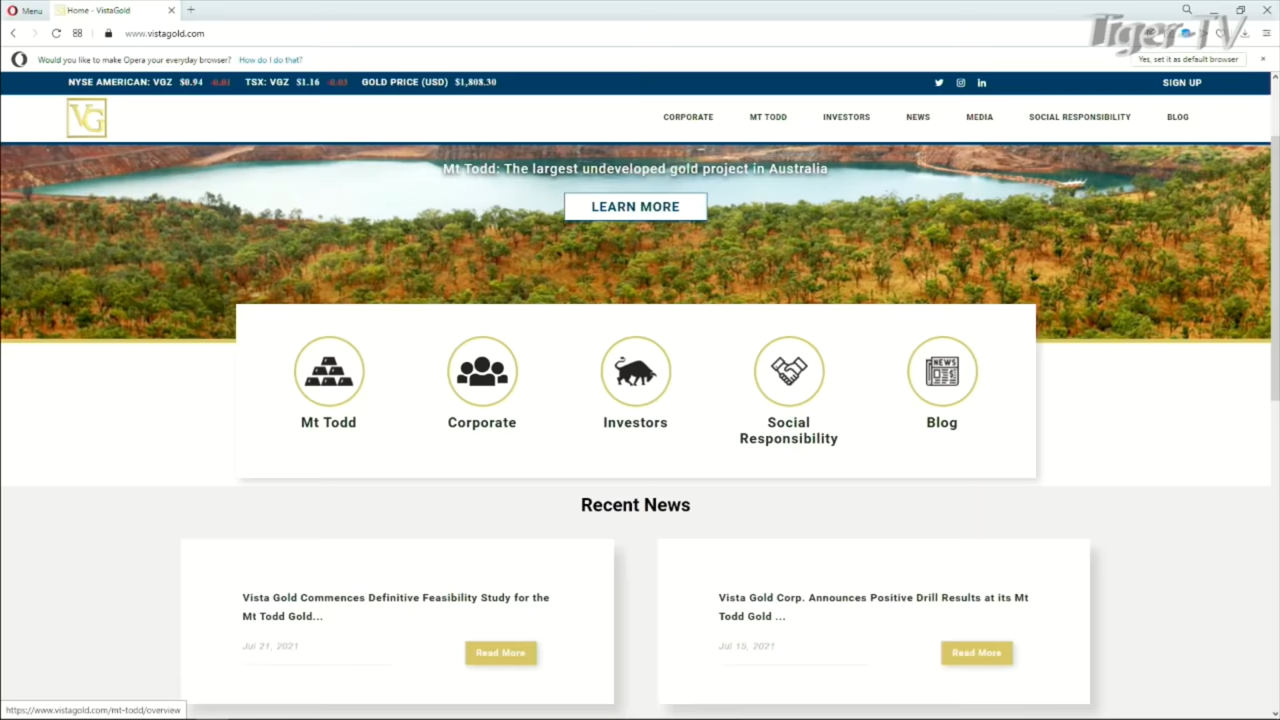 Menu
Home - VistaGold
Tiger-TV
www.vistagold.com
Would you like to make Opera your everyday browser? How do I do that?
Yes, set it as default browser
NYSE AMERICAN: VGZ $0.94 -0.01 TSX: VGZ $1.16 -0.03 GOLD PRICE (USD) $1,808.30
SIGN UP
VG
CORPORATE MT TODD INVESTORS NEWS MEDIA SOCIAL RESPONSIBILITY BLOG
Mt Todd: The largest undeveloped gold project in Australia
LEARN MORE
NEWS
Mt Todd Corporate Investors Social Responsibility Blog
Recent News
Vista Gold Commences Definitive Feasibility Study for the
Mt Todd Gold...
Jul 21, 2021
Read More
Vista Gold Corp. Announces Positive Drill Results at its Mt
Todd Gold ...
Jul 15, 2021
Read More
https://www.vistagold.com/mt-todd/overview